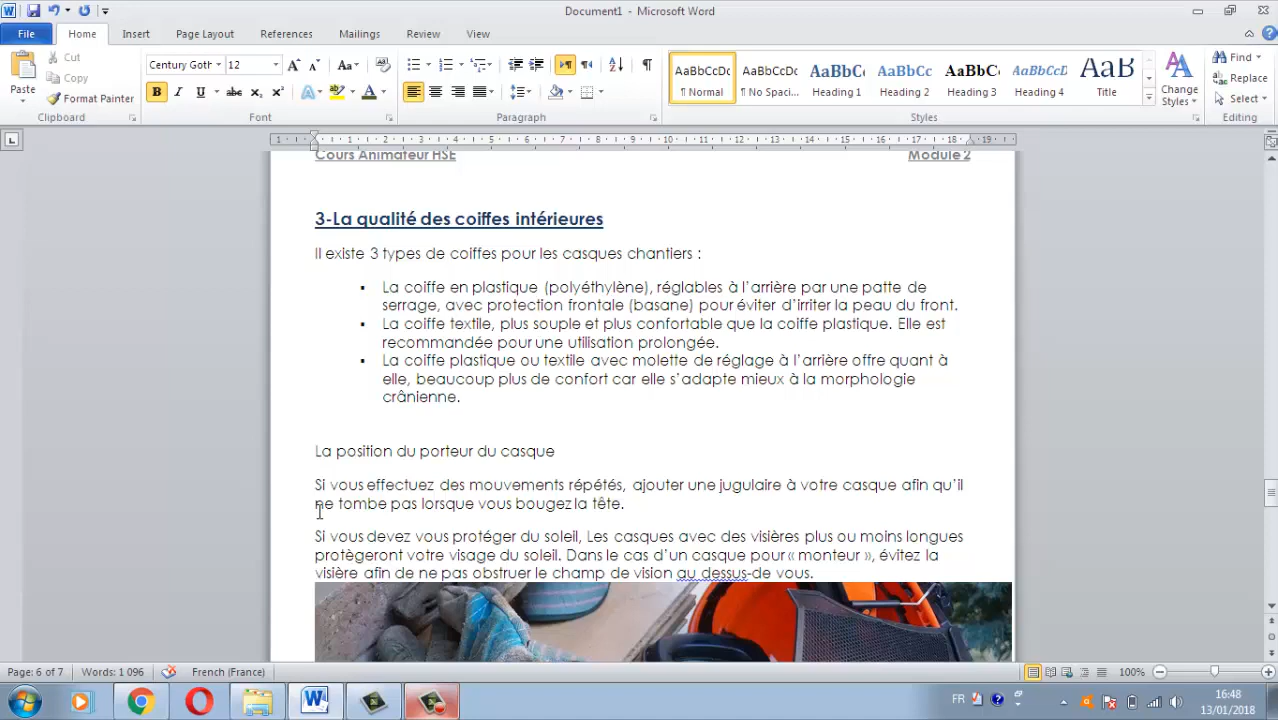 Document1 - Microsoft Word
File Home Insert Page Layout References Mailings Review View
Paste Cut Copy Format Painter Clipboard
Century Goth 12 Font
Paragraph
AaBbCcDc ¶ Normal AaBbCcDc ¶ No Spaci... AaBbC Heading 1 AaBbCc Heading 2 AaBbCc Heading 3 AaBbCcD Heading 4 AaB Title Change Styles Styles
Find Replace Select Editing
Cours Animateur HSE Module 2
3-La qualité des coiffes intérieures
Il existe 3 types de coiffes pour les casques chantiers :
▪ La coiffe en plastique (polyéthylène), réglables à l’arrière par une patte de
serrage, avec protection frontale (basane) pour éviter d’irriter la peau du front.
▪ La coiffe textile, plus souple et plus confortable que la coiffe plastique. Elle est
recommandée pour une utilisation prolongée.
▪ La coiffe plastique ou textile avec molette de réglage à l’arrière offre quant à
elle, beaucoup plus de confort car elle s’adapte mieux à la morphologie
crânienne.
La position du porteur du casque
Si vous effectuez des mouvements répétés, ajouter une jugulaire à votre casque afin qu’il
ne tombe pas lorsque vous bougez la tête.
Si vous devez vous protéger du soleil, Les casques avec des visières plus ou moins longues
protègeront votre visage du soleil. Dans le cas d’un casque pour « monteur », évitez la
visière afin de ne pas obstruer le champ de vision au dessus-de vous.
Page: 6 of 7 Words: 1 096 French (France) 100%
FR 16:48
13/01/2018